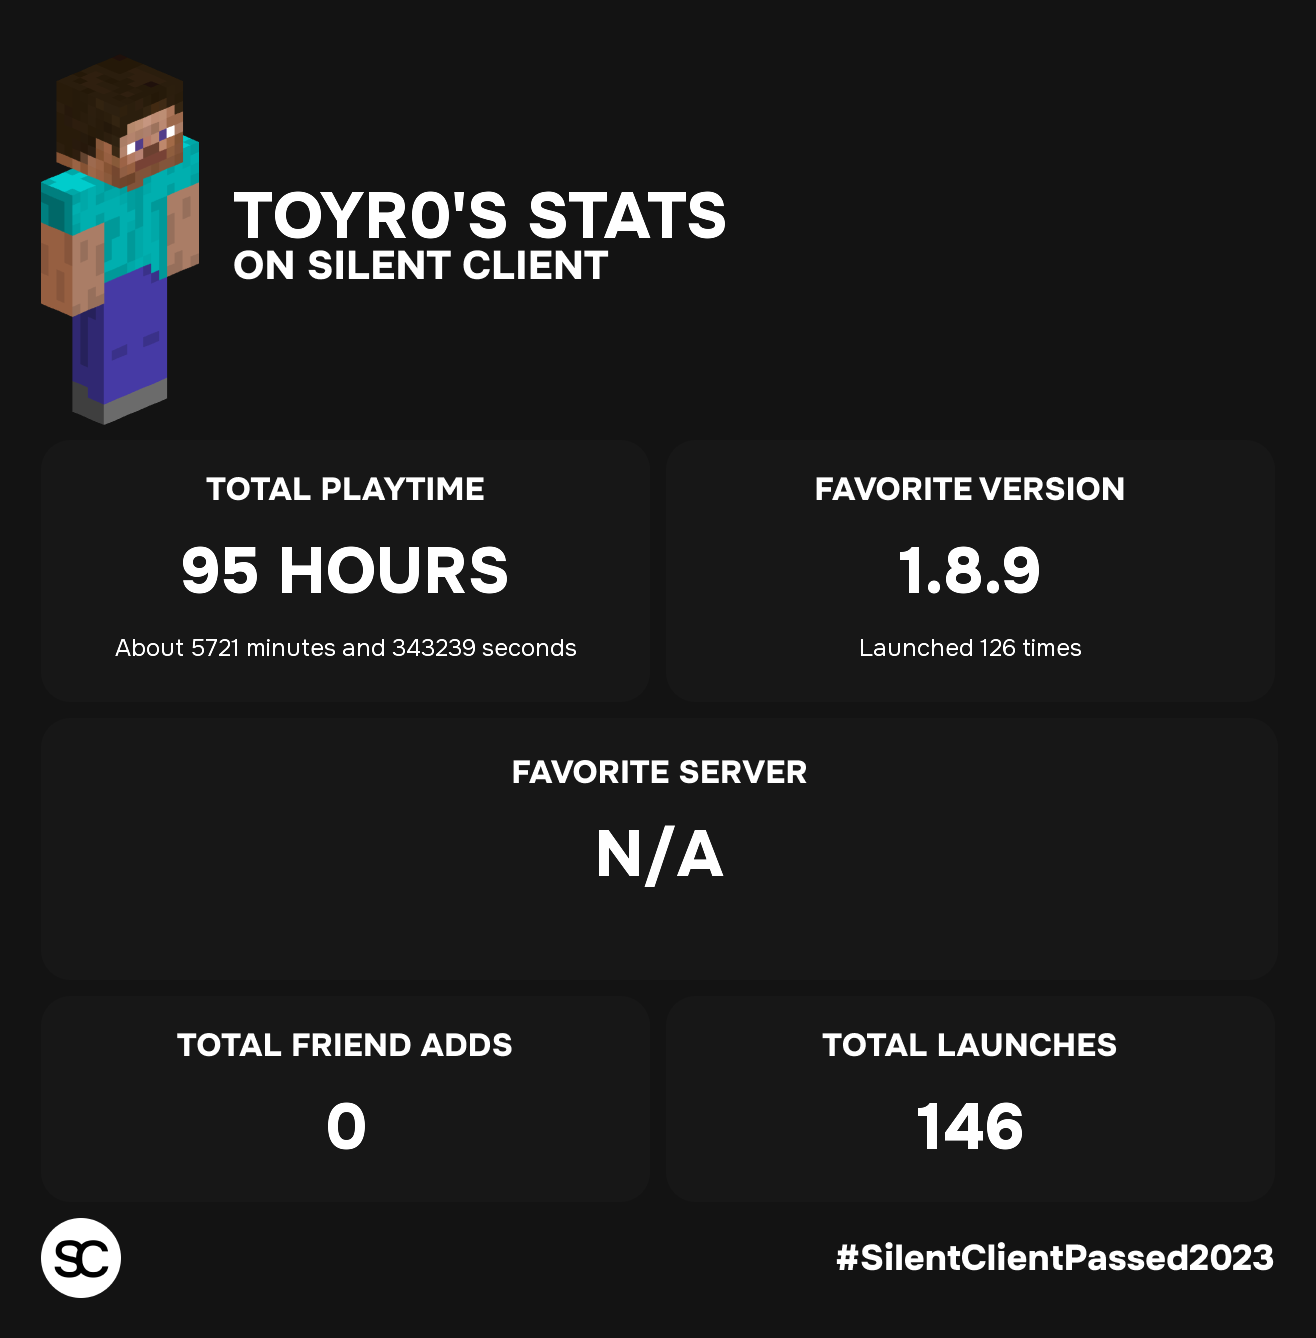 TOYR0'S STATS
ON SILENT CLIENT
TOTAL PLAYTIME
95 HOURS
About 5721 minutes and 343239 seconds
FAVORITE VERSION
1.8.9
Launched 126 times
FAVORITE SERVER
N/A
TOTAL FRIEND ADDS
0
TOTAL LAUNCHES
146
SC
#SilentClientPassed2023